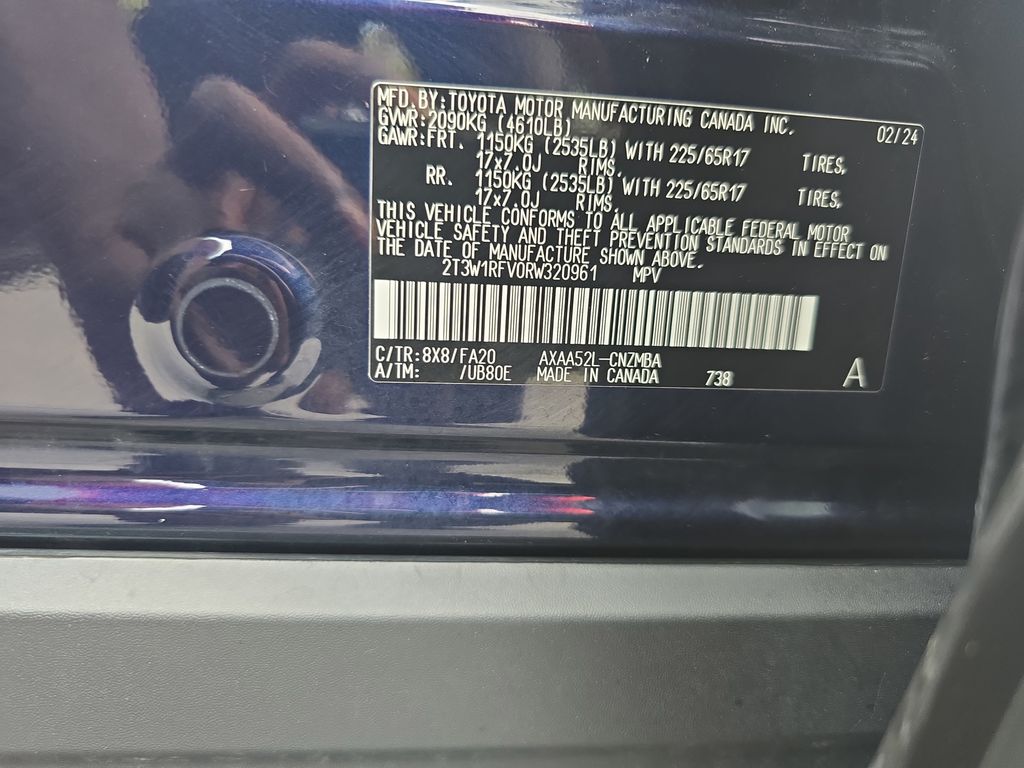 MFD.BY:TOYOTA MOTOR MANUFACTURING CANADA INC.
GVWR:2090KG (4610LB) 02/24
GAWR:FRT. 1150KG (2535LB) WITH 225/65R17 TIRES,
17x7.0J RIMS.
RR. 1150KG (2535LB) WITH 225/65R17 TIRES,
17x7.0J RIMS.
THIS VEHICLE CONFORMS TO ALL APPLICABLE FEDERAL MOTOR
VEHICLE SAFETY AND THEFT PREVENTION STANDARDS IN EFFECT ON
THE DATE OF MANUFACTURE SHOWN ABOVE.
2T3W1RFV0RW320961 MPV
C/TR:8X8/FA20 AXAA52L-CNZMBA
A/TM: /UB80E MADE IN CANADA 738 A